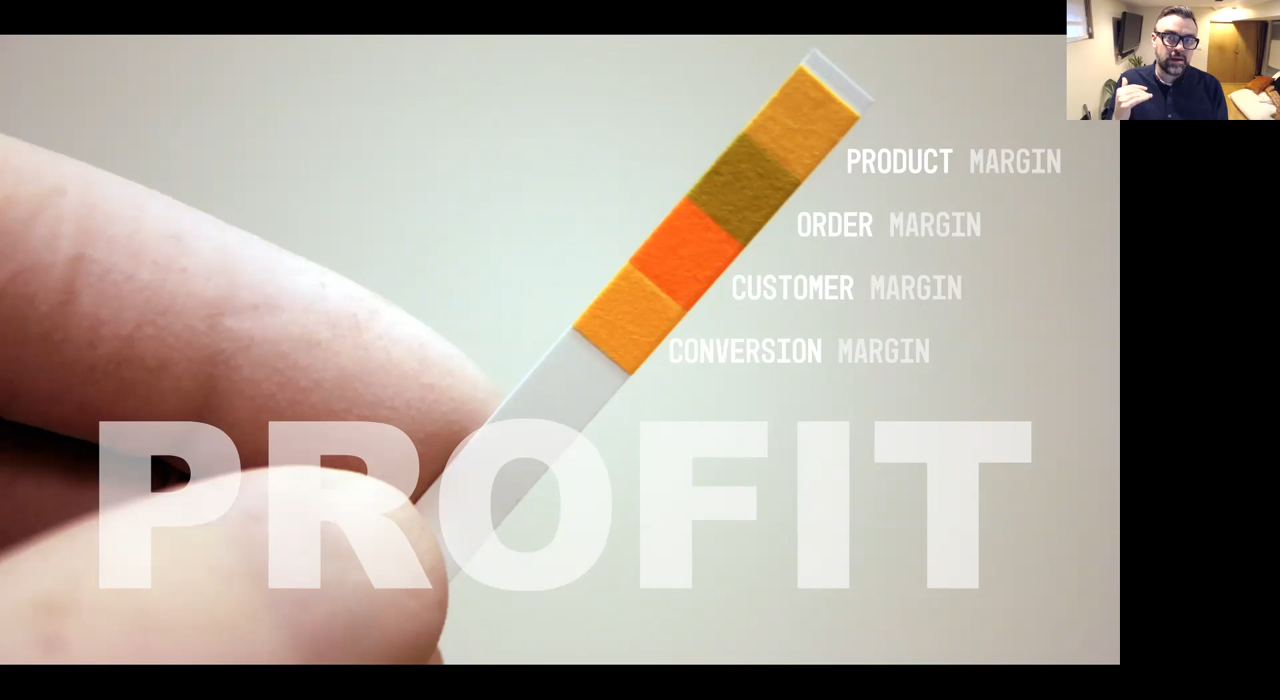 PRODUCT MARGIN
ORDER MARGIN
CUSTOMER MARGIN
CONVERSION MARGIN
PROFIT